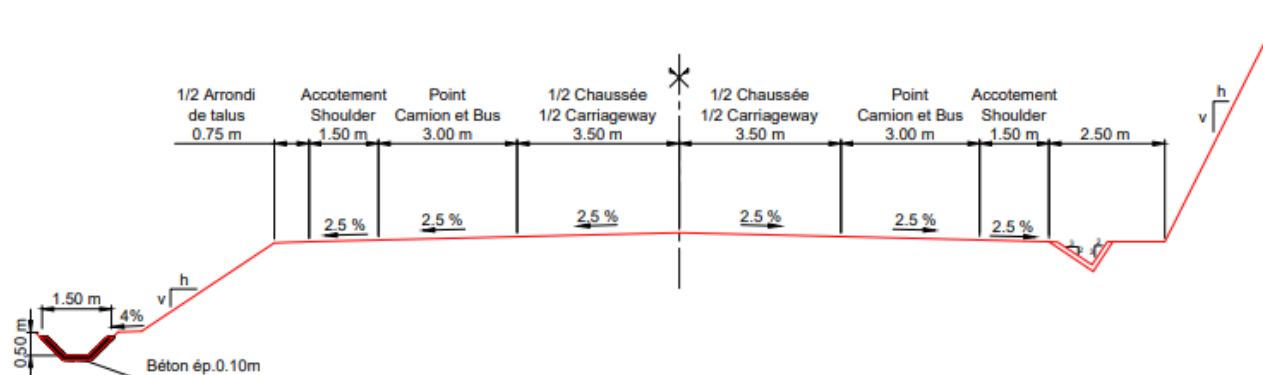 1/2 Arrondi
de talus
0.75 m
Accotement
Shoulder
1.50 m
Point
Camion et Bus
3.00 m
1/2 Chaussée
1/2 Carriageway
3.50 m
1/2 Chaussée
1/2 Carriageway
3.50 m
Point
Camion et Bus
3.00 m
Accotement
Shoulder
1.50 m
2.50 m
h
v
2.5 %
2.5 %
2.5 %
2.5 %
2.5 %
2.5 %
h
v
1.50 m
4%
0.50 m
Béton ép.0.10m